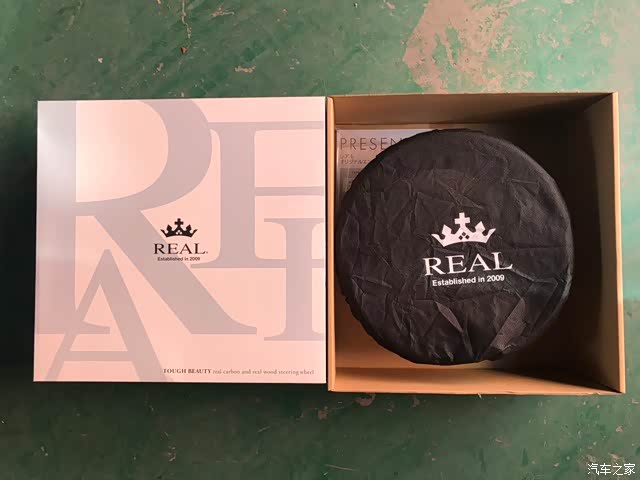 REAL
REAL
Established in 2009
TOUGH BEAUTY real carbon and real wood steering wheel
PRESEN
REAL
Established in 2009
汽车之家